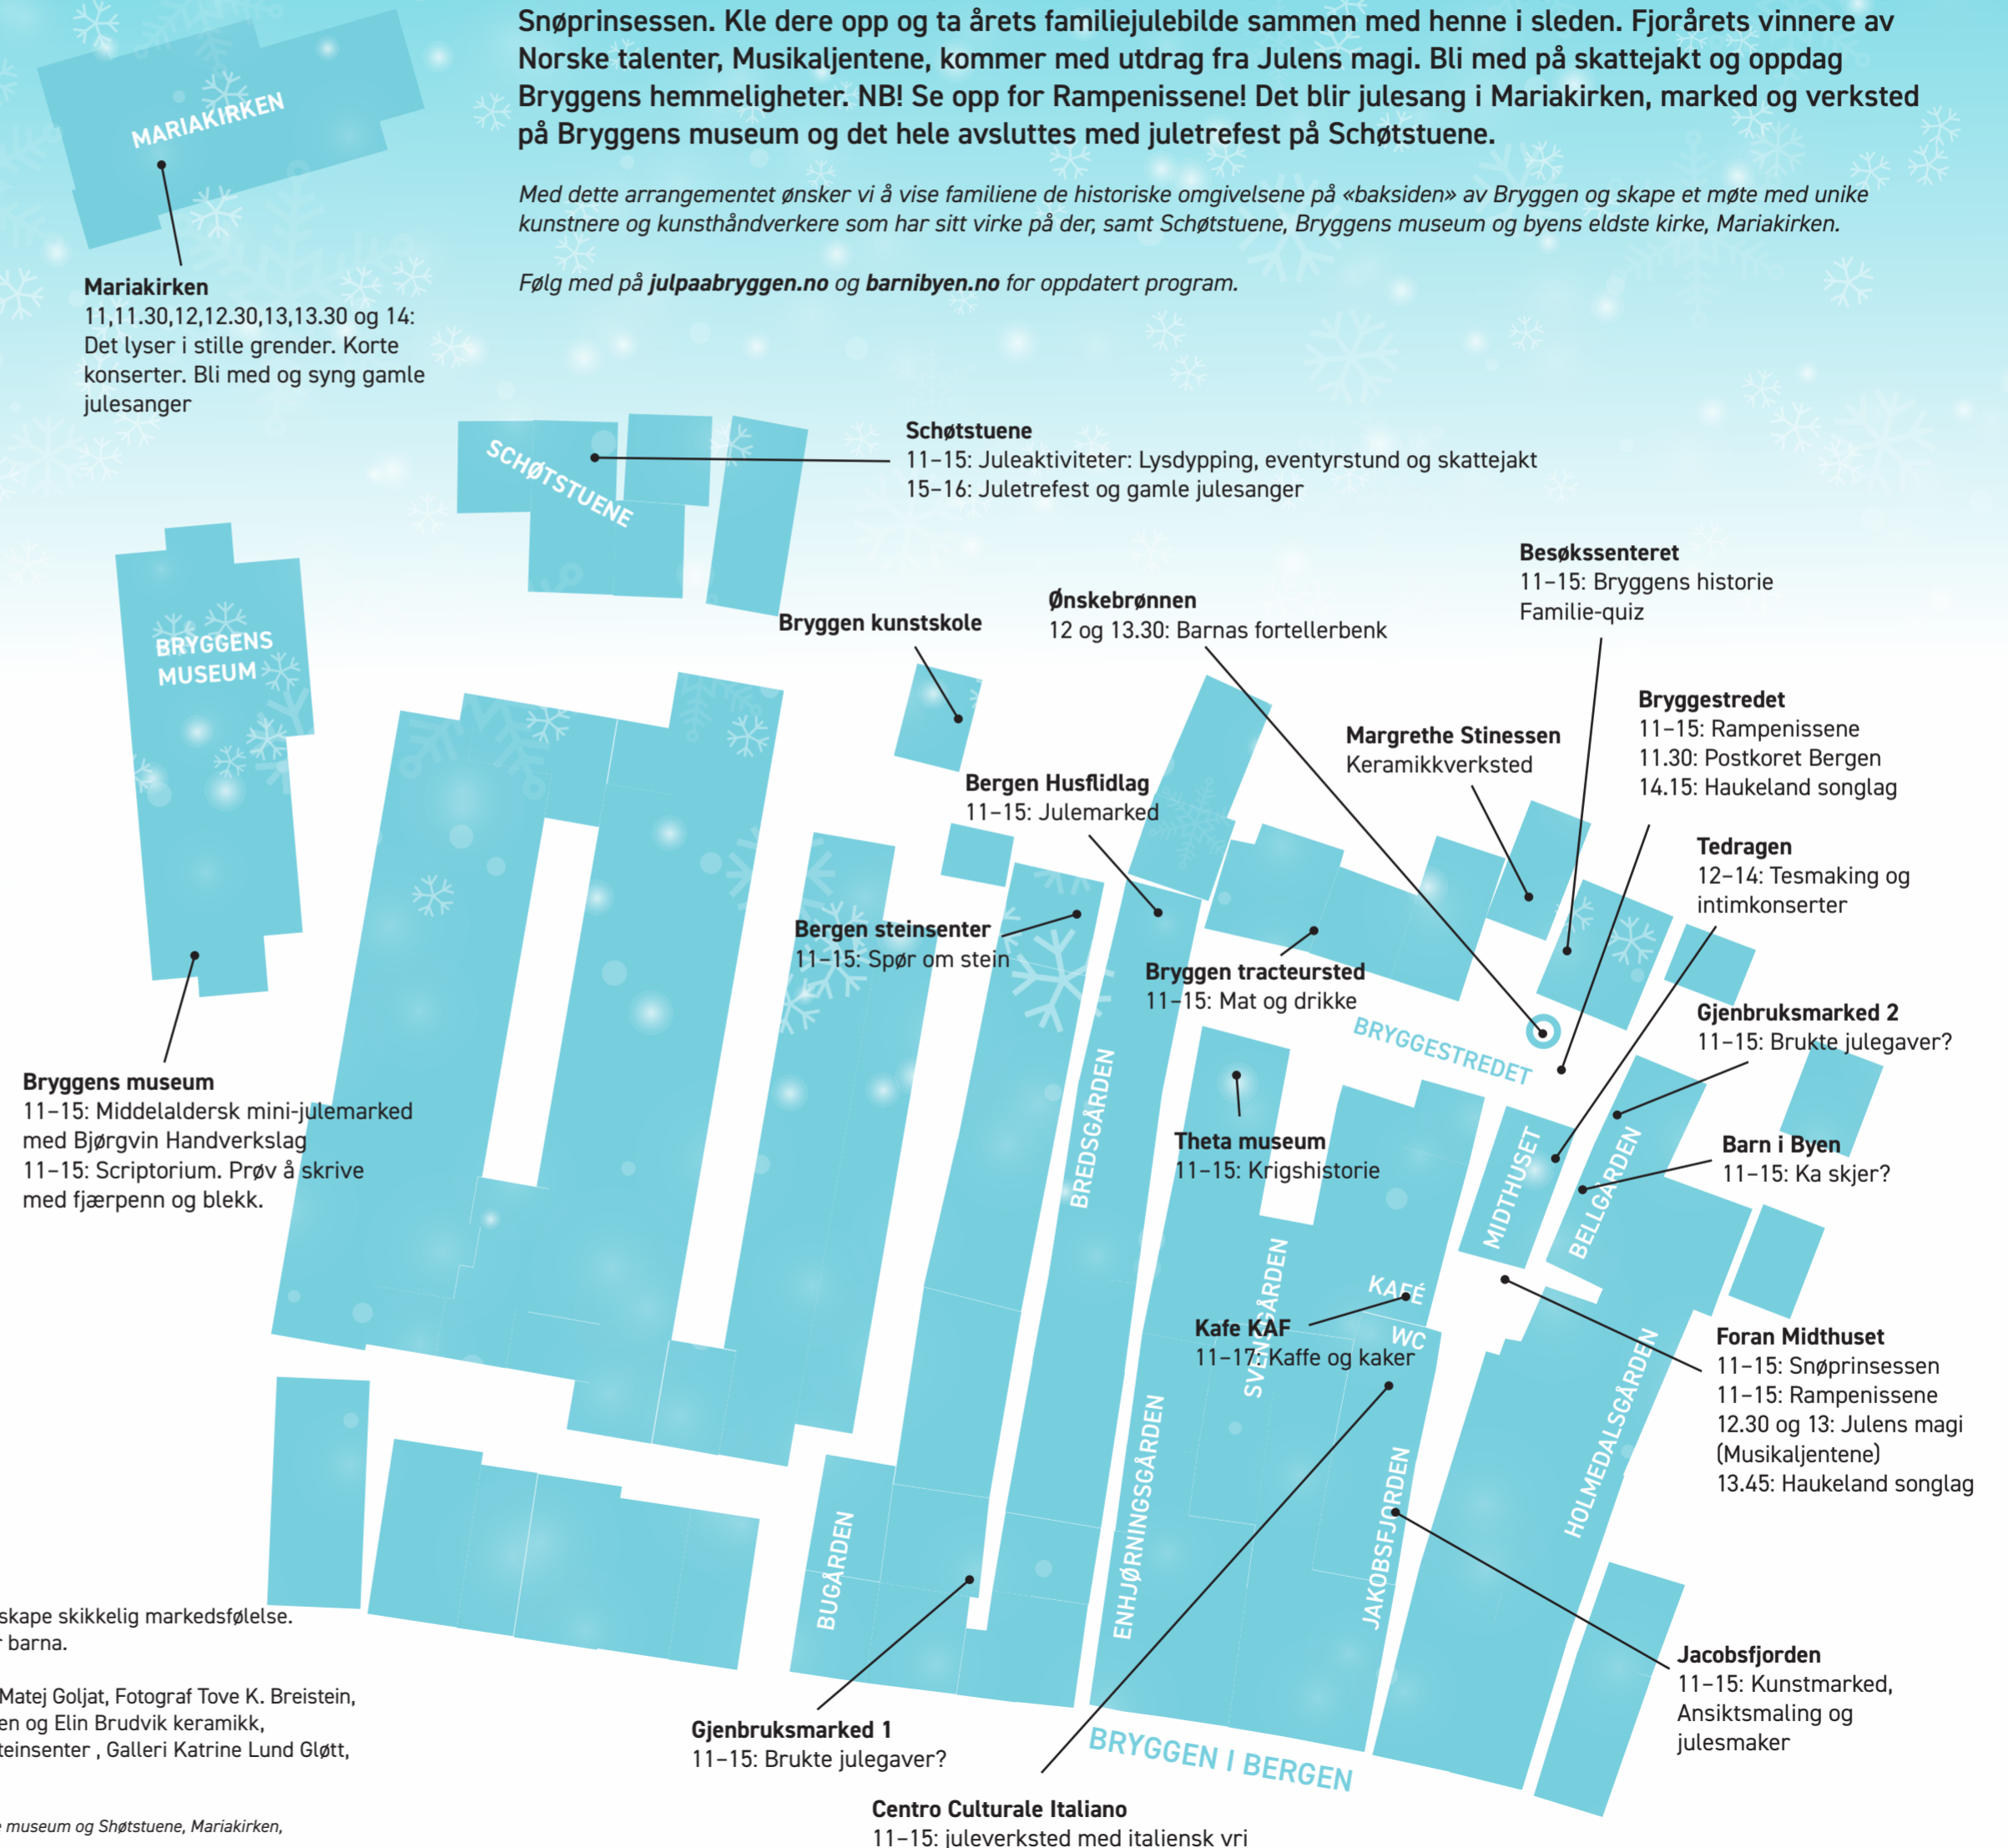 Snøprinsessen. Kle dere opp og ta årets familiejulebilde sammen med henne i sleden. Fjorårets vinnere av
Norske talenter, Musikaljentene, kommer med utdrag fra Julens magi. Bli med på skattejakt og oppdag
Bryggens hemmeligheter. NB! Se opp for Rampenissene! Det blir julesang i Mariakirken, marked og verksted
på Bryggens museum og det hele avsluttes med juletrefest på Schøtstuene.
Med dette arrangementet ønsker vi å vise familiene de historiske omgivelsene på «baksiden» av Bryggen og skape et møte med unike
kunstnere og kunsthåndverkere som har sitt virke på der, samt Schøtstuene, Bryggens museum og byens eldste kirke, Mariakirken.
Følg med på julpaabryggen.no og barnibyen.no for oppdatert program.
MARIAKIRKEN
Mariakirken
11,11.30,12,12.30,13,13.30 og 14:
Det lyser i stille grender. Korte
konserter. Bli med og syng gamle
julesanger
SCHØTSTUENE
Schøtstuene
11–15: Juleaktiviteter: Lysdypping, eventyrstund og skattejakt
15–16: Juletrefest og gamle julesanger
BRYGGENS
MUSEUM
Bryggen kunstskole
Ønskebrønnen
12 og 13.30: Barnas fortellerbenk
Besøkssenteret
11–15: Bryggens historie
Familie-quiz
Bryggestredet
11–15: Rampenissene
11.30: Postkoret Bergen
14.15: Haukeland songlag
Margrethe Stinessen
Keramikkverksted
Bergen Husflidlag
11–15: Julemarked
Tedragen
12–14: Tesmaking og
intimkonserter
Bergen steinsenter
11–15: Spør om stein
Bryggen tracteursted
11–15: Mat og drikke
BRYGGESTREDET
Gjenbruksmarked 2
11–15: Brukte julegaver?
Bryggens museum
11–15: Middelaldersk mini-julemarked
med Bjørgvin Handverkslag
11–15: Scriptorium. Prøv å skrive
med fjærpenn og blekk.
BREDSGÅRDEN
Theta museum
11–15: Krigshistorie
MIDTHUSET
BELLGÅRDEN
Barn i Byen
11–15: Ka skjer?
SVENSGÅRDEN
KAFÉ
WC
Kafe KAF
11–17: Kaffe og kaker
Foran Midthuset
11–15: Snøprinsessen
11–15: Rampenissene
12.30 og 13: Julens magi
(Musikaljentene)
13.45: Haukeland songlag
HOLMEDALSGÅRDEN
ENHJØRNINGSGÅRDEN
JAKOBSFJORDEN
BUGÅRDEN
Jacobsfjorden
11–15: Kunstmarked,
Ansiktsmaling og
julesmaker
skape skikkelig markedsfølelse.
barna.
Matej Goljat, Fotograf Tove K. Breistein,
en og Elin Brudvik keramikk,
teinsenter , Galleri Katrine Lund Gløtt,
museum og Shøtstuene, Mariakirken,
Gjenbruksmarked 1
11–15: Brukte julegaver?
BRYGGEN I BERGEN
Centro Culturale Italiano
11–15: juleverksted med italiensk vri